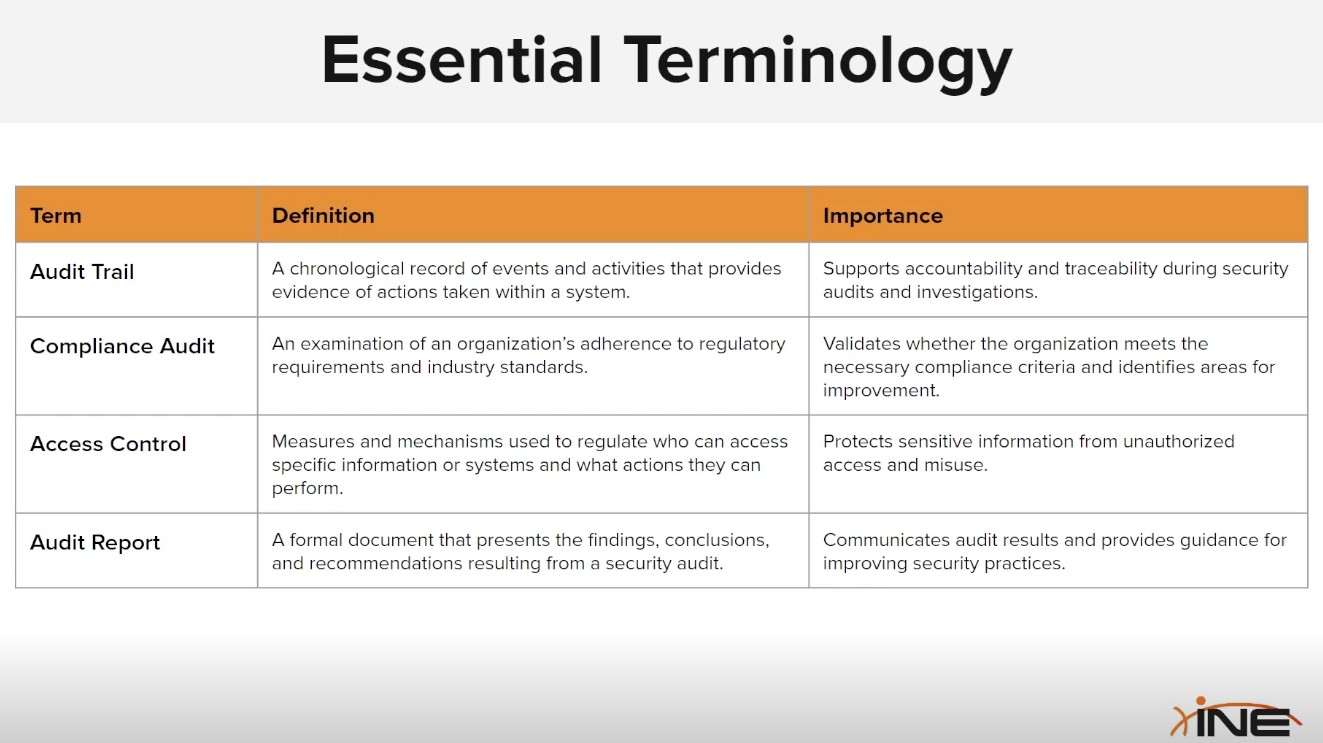 Essential Terminology
Term
Definition
Importance
Audit Trail
A chronological record of events and activities that provides
evidence of actions taken within a system.
Supports accountability and traceability during security
audits and investigations.
Compliance Audit
An examination of an organization’s adherence to regulatory
requirements and industry standards.
Validates whether the organization meets the
necessary compliance criteria and identifies areas for
improvement.
Access Control
Measures and mechanisms used to regulate who can access
specific information or systems and what actions they can
perform.
Protects sensitive information from unauthorized
access and misuse.
Audit Report
A formal document that presents the findings, conclusions,
and recommendations resulting from a security audit.
Communicates audit results and provides guidance for
improving security practices.
iNE